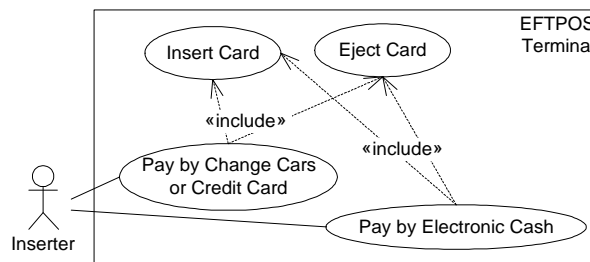 EFTPOS
Terminal
Insert Card
Eject Card
«include»
«include»
Pay by Change Cars
or Credit Card
Pay by Electronic Cash
Inserter